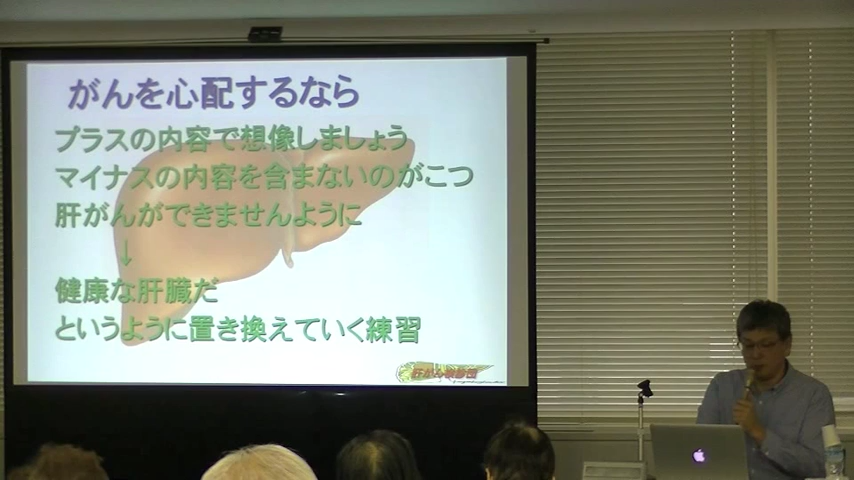 がんを心配するなら
プラスの内容で想像しましょう
マイナスの内容を含まないのがこつ
肝がんができませんように
↓
健康な肝臓だ
というように置き換えていく練習